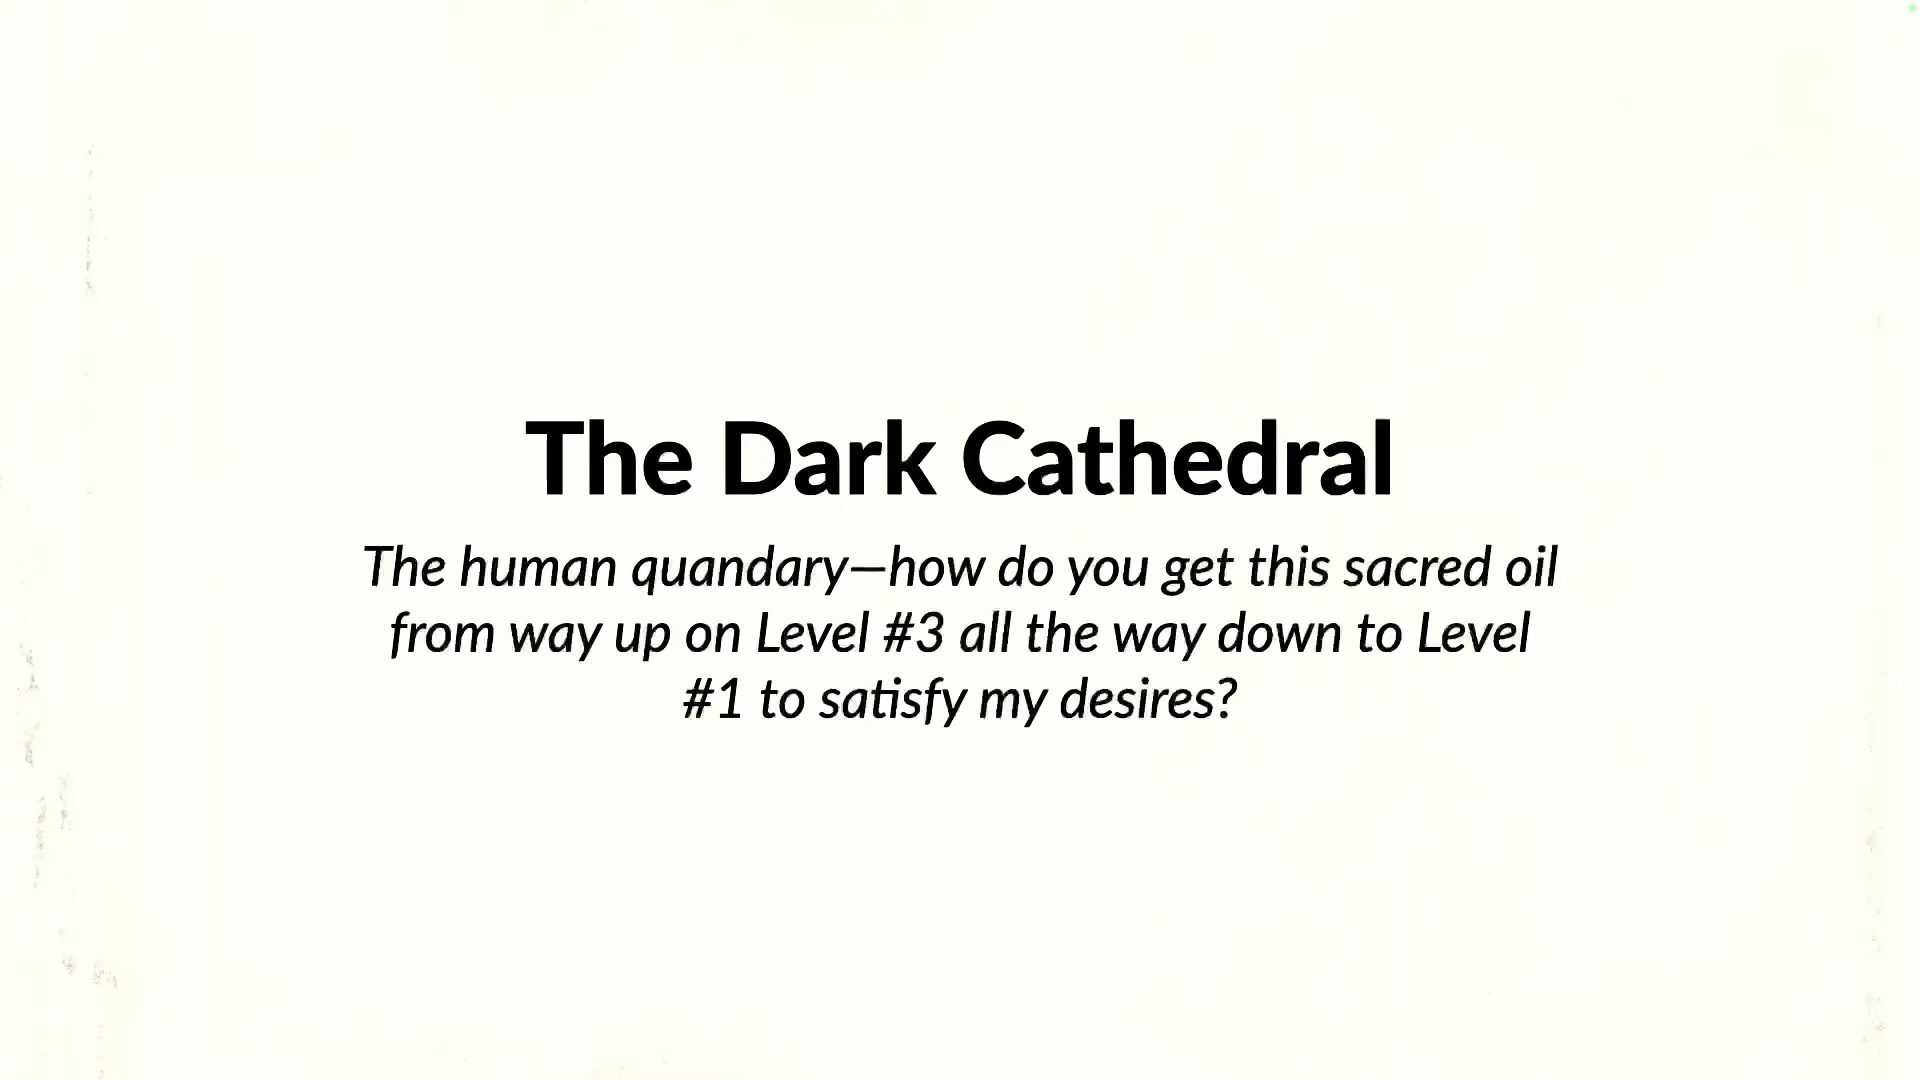 The Dark Cathedral
The human quandary—how do you get this sacred oil
from way up on Level #3 all the way down to Level
#1 to satisfy my desires?